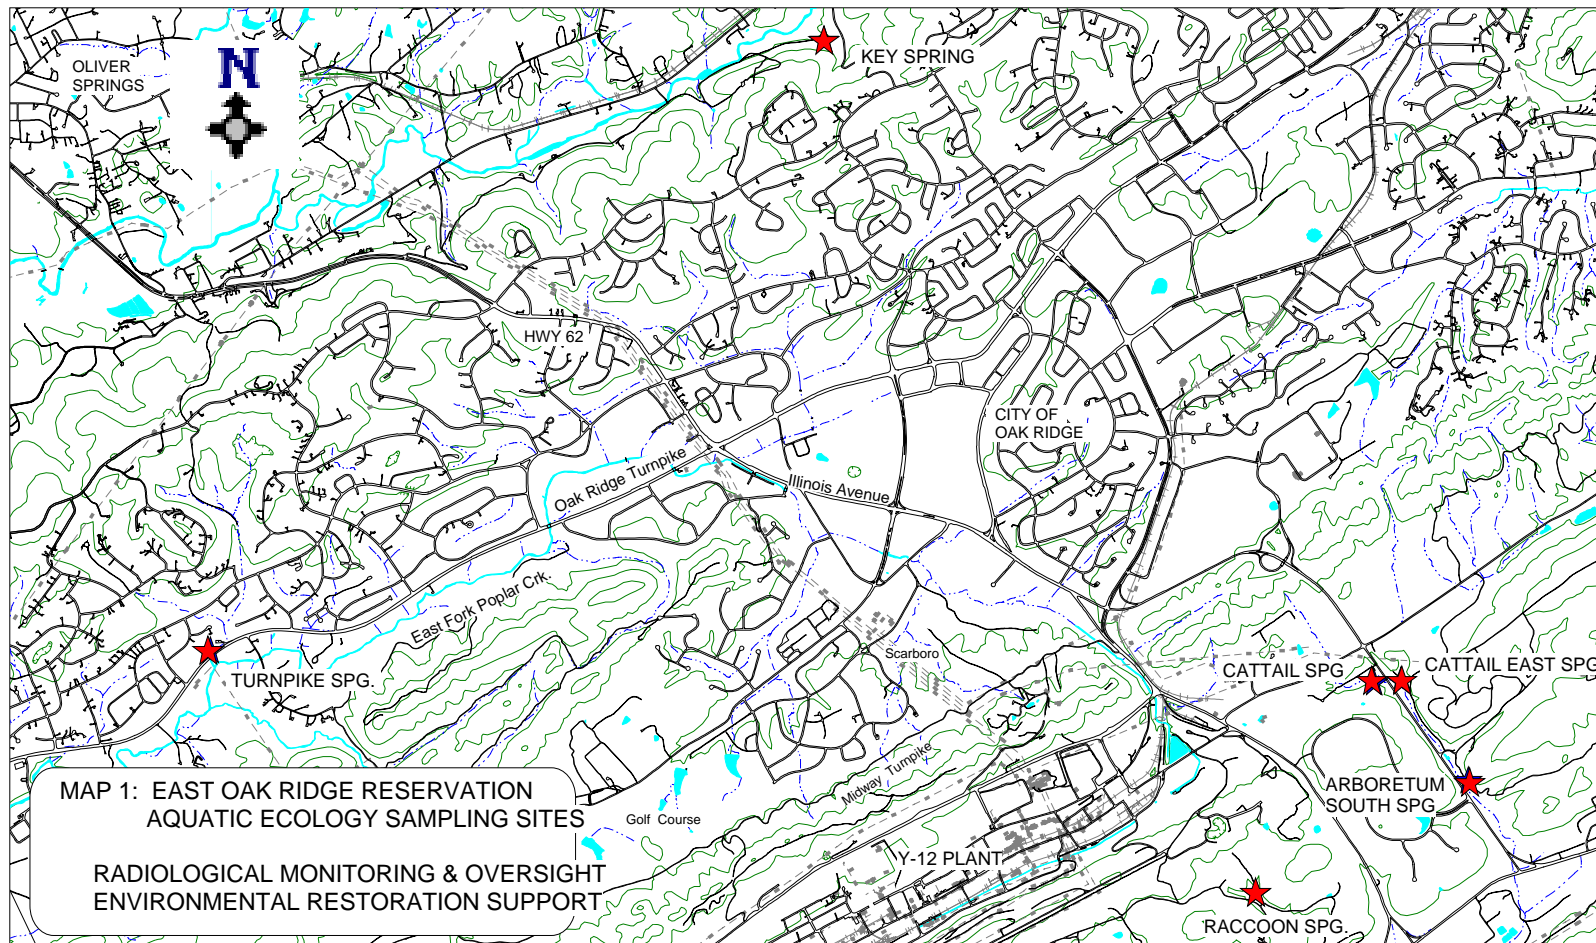 OLIVER
SPRINGS
N
KEY SPRING
HWY 62
CITY OF
OAK RIDGE
Oak Ridge Turnpike
Illinois Avenue
East Fork Poplar Crk.
Scarboro
TURNPIKE SPG.
CATTAIL SPG
CATTAIL EAST SPG
Midway Turnpike
ARBORETUM
SOUTH SPG
Golf Course
Y-12 PLANT
RACCOON SPG.
MAP 1: EAST OAK RIDGE RESERVATION
AQUATIC ECOLOGY SAMPLING SITES
RADIOLOGICAL MONITORING & OVERSIGHT
ENVIRONMENTAL RESTORATION SUPPORT